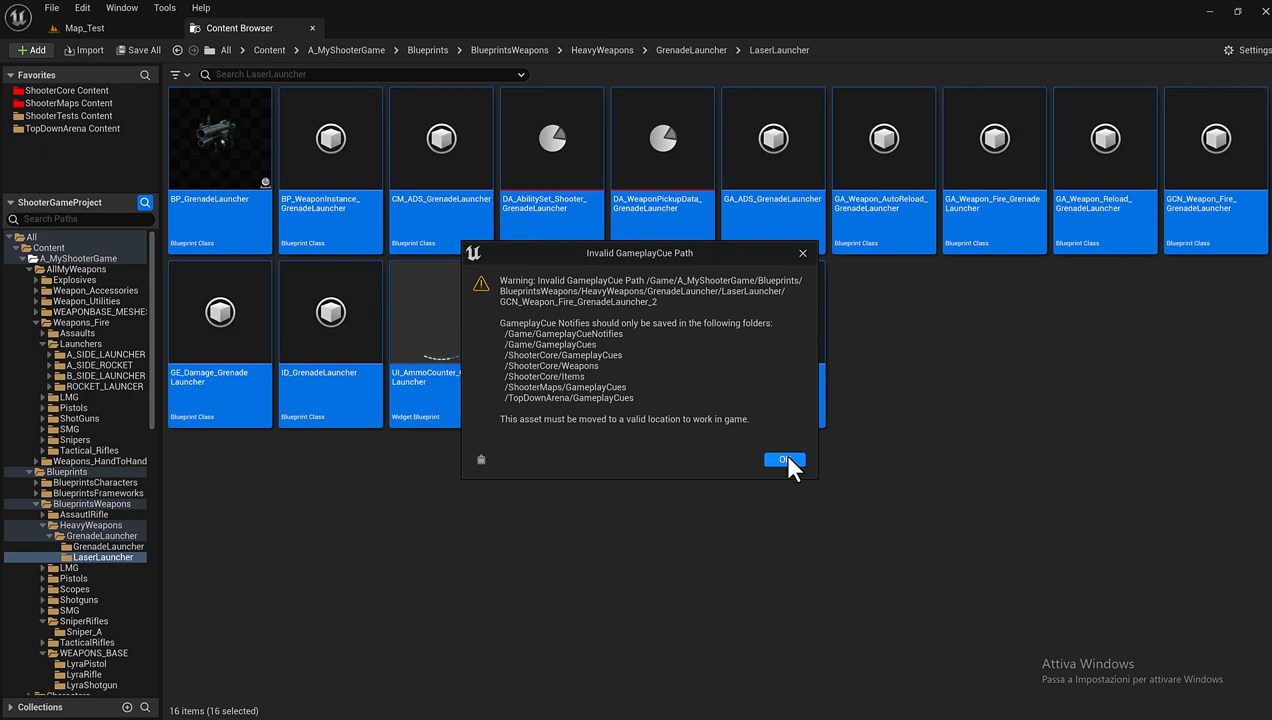 File Edit Window Tools Help
Map_Test
Content Browser
+ Add Import Save All All > Content > A_MyShooterGame > Blueprints > BlueprintsWeapons > HeavyWeapons > GrenadeLauncher > LaserLauncher Settings
Favorites
ShooterCore Content
ShooterMaps Content
ShooterTests Content
TopDownArena Content
ShooterGameProject
Search Paths
All
Content
A_MyShooterGame
AllMyWeapons
Explosives
Weapon_Accessories
Weapon_Utilities
WEAPONBASE_MESHES
Weapons_Fire
Assaults
Launchers
A_SIDE_LAUNCHER
A_SIDE_ROCKET
B_SIDE_LAUNCHER
ROCKET_LAUNCER
LMG
Pistols
ShotGuns
SMG
Snipers
Tactical_Rifles
Weapons_HandToHand
Blueprints
BlueprintsCharacters
BlueprintsFrameworks
BlueprintsWeapons
AssautlRifle
HeavyWeapons
GrenadeLauncher
GrenadeLauncher
LaserLauncher
LMG
Pistols
Scopes
Shotguns
SMG
SniperRifles
Sniper_A
TacticalRifles
WEAPONS_BASE
LyraPistol
LyraRifle
LyraShotgun
Collections
Search LaserLauncher
BP_GrenadeLauncher
Blueprint Class
BP_WeaponInstance_
GrenadeLauncher
Blueprint Class
CM_ADS_GrenadeLauncher
Blueprint Class
DA_AbilitySet_Shooter_
GrenadeLauncher
DA_WeaponPickupData_
GrenadeLauncher
GA_ADS_GrenadeLauncher
GA_Weapon_AutoReload_
GrenadeLauncher
Blueprint Class
GA_Weapon_Fire_Grenade
Launcher
Blueprint Class
GA_Weapon_Reload_
GrenadeLauncher
Blueprint Class
GCN_Weapon_Fire_
GrenadeLauncher
Blueprint Class
GE_Damage_Grenade
Launcher
Blueprint Class
ID_GrenadeLauncher
Blueprint Class
UI_AmmoCounter_
Launcher
Widget Blueprint
Invalid GameplayCue Path
Warning: Invalid GameplayCue Path /Game/A_MyShooterGame/Blueprints/
BlueprintsWeapons/HeavyWeapons/GrenadeLauncher/LaserLauncher/
GCN_Weapon_Fire_GrenadeLauncher_2
GameplayCue Notifies should only be saved in the following folders:
/Game/GameplayCueNotifies
/Game/GameplayCues
/ShooterCore/GameplayCues
/ShooterCore/Weapons
/ShooterCore/Items
/ShooterMaps/GameplayCues
/TopDownArena/GameplayCues
This asset must be moved to a valid location to work in game.
Attiva Windows
Passa a Impostazioni per attivare Windows.
16 items (16 selected)